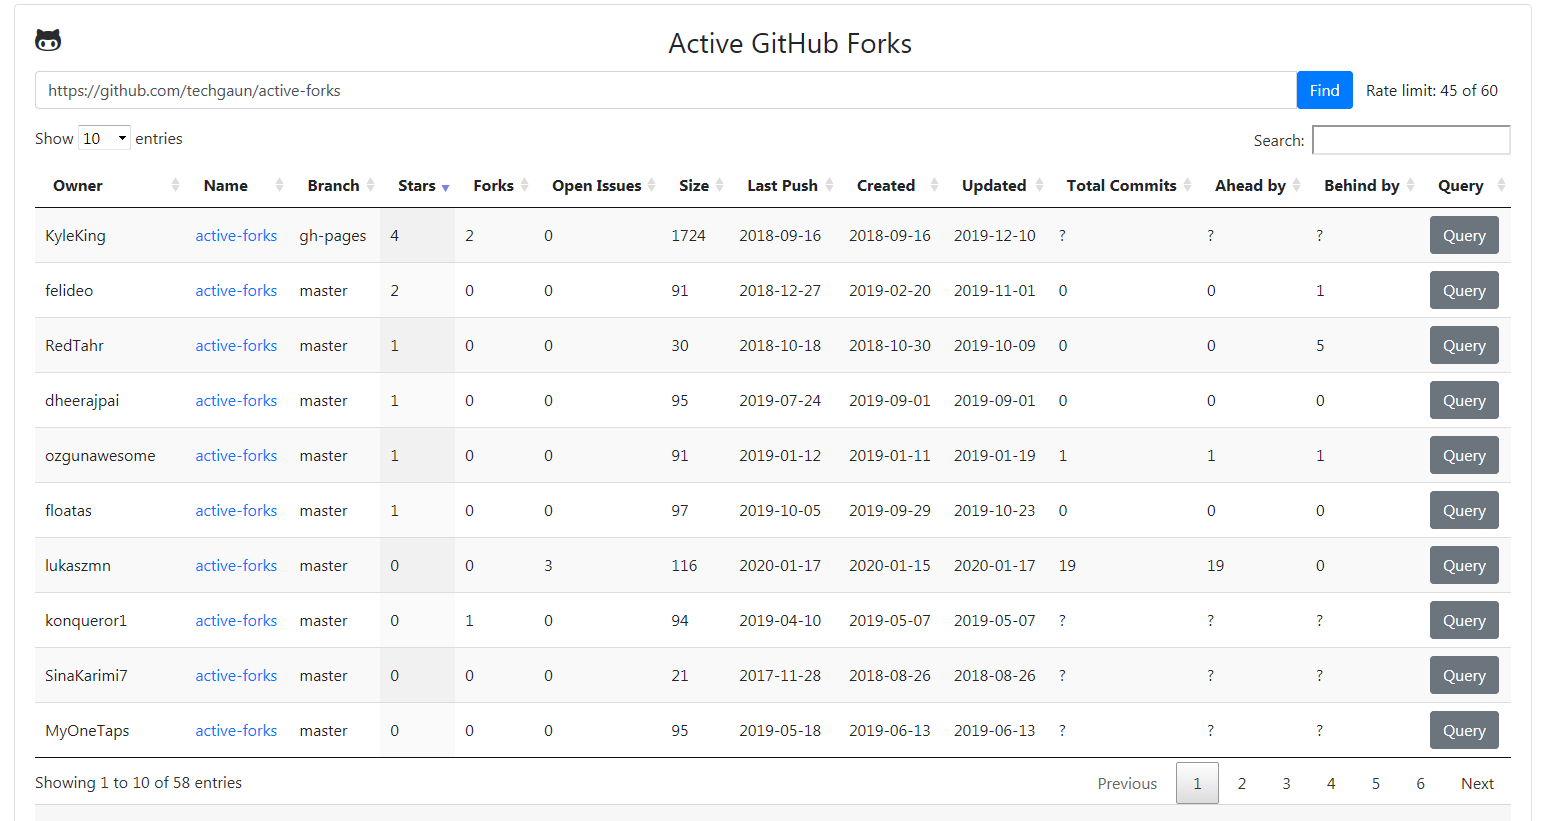 Active GitHub Forks
https://github.com/techgaun/active-forks Find Rate limit: 45 of 60
Show 10 entries Search:
Owner Name Branch Stars Forks Open Issues Size Last Push Created Updated Total Commits Ahead by Behind by Query
KyleKing active-forks gh-pages 4 2 0 1724 2018-09-16 2018-09-16 2019-12-10 ? ? ? Query
felideo active-forks master 2 0 0 91 2018-12-27 2019-02-20 2019-11-01 0 0 1 Query
RedTahr active-forks master 1 0 0 30 2018-10-18 2018-10-30 2019-10-09 0 0 5 Query
dheerajpai active-forks master 1 0 0 95 2019-07-24 2019-09-01 2019-09-01 0 0 0 Query
ozgunawesome active-forks master 1 0 0 91 2019-01-12 2019-01-11 2019-01-19 1 1 1 Query
floatas active-forks master 1 0 0 97 2019-10-05 2019-09-29 2019-10-23 0 0 0 Query
lukaszmn active-forks master 0 0 3 116 2020-01-17 2020-01-15 2020-01-17 19 19 0 Query
konqueror1 active-forks master 0 1 0 94 2019-04-10 2019-05-07 2019-05-07 ? ? ? Query
SinaKarimi7 active-forks master 0 0 0 21 2017-11-28 2018-08-26 2018-08-26 ? ? ? Query
MyOneTaps active-forks master 0 0 0 95 2019-05-18 2019-06-13 2019-06-13 ? ? ? Query
Showing 1 to 10 of 58 entries Previous 1 2 3 4 5 6 Next